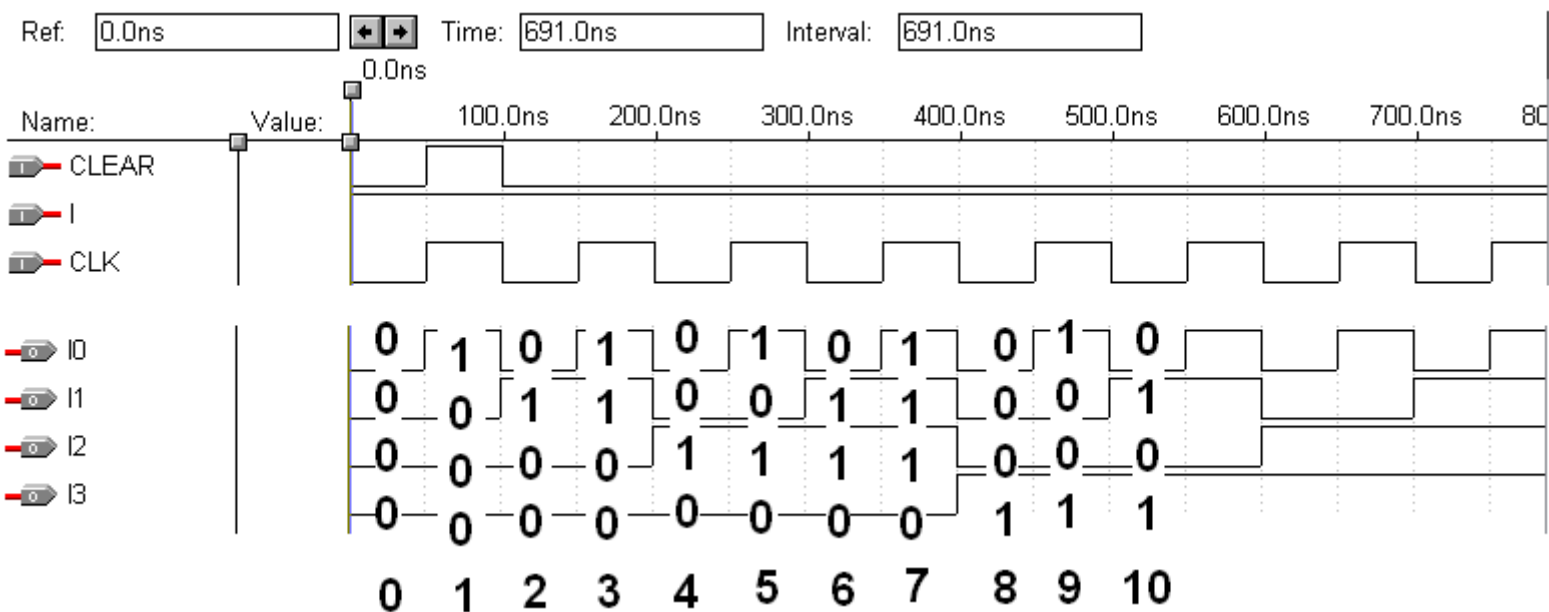 Ref: 0.0ns Time: 691.0ns Interval: 691.0ns
0.0ns
Name: Value: 100.0ns 200.0ns 300.0ns 400.0ns 500.0ns 600.0ns 700.0ns 80
CLEAR
I
CLK
I0 0 1 0 1 0 1 0 1 0 1 0
I1 0 0 1 1 0 0 1 1 0 0 1
I2 0 0 0 0 1 1 1 1 0 0 0
I3 0 0 0 0 0 0 0 0 1 1 1
0 1 2 3 4 5 6 7 8 9 10